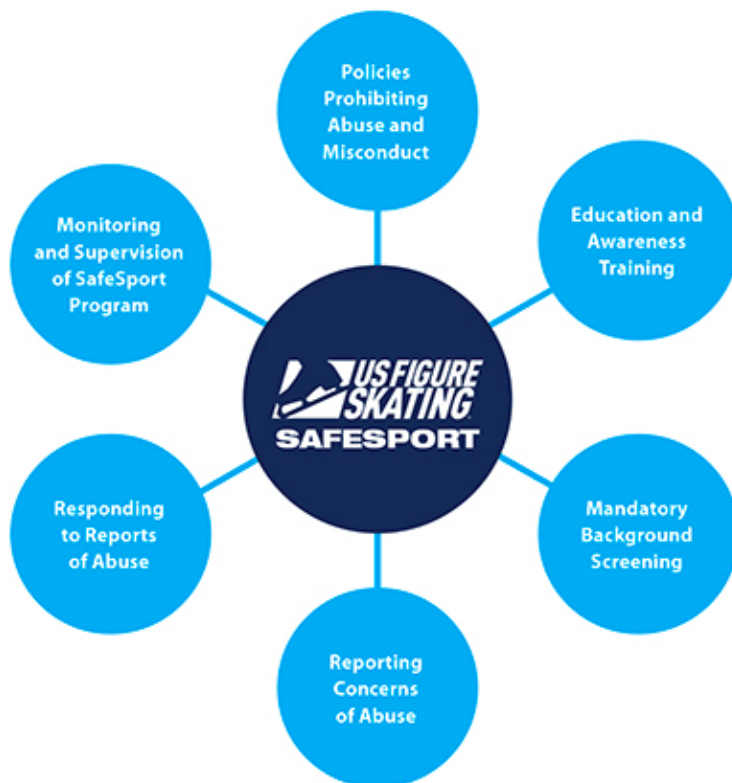 Policies
Prohibiting
Abuse and
Misconduct
Education and
Awareness
Training
Mandatory
Background
Screening
Reporting
Concerns
of Abuse
Responding
to Reports
of Abuse
Monitoring
and Supervision
of SafeSport
Program
US FIGURE
SKATING
SAFESPORT